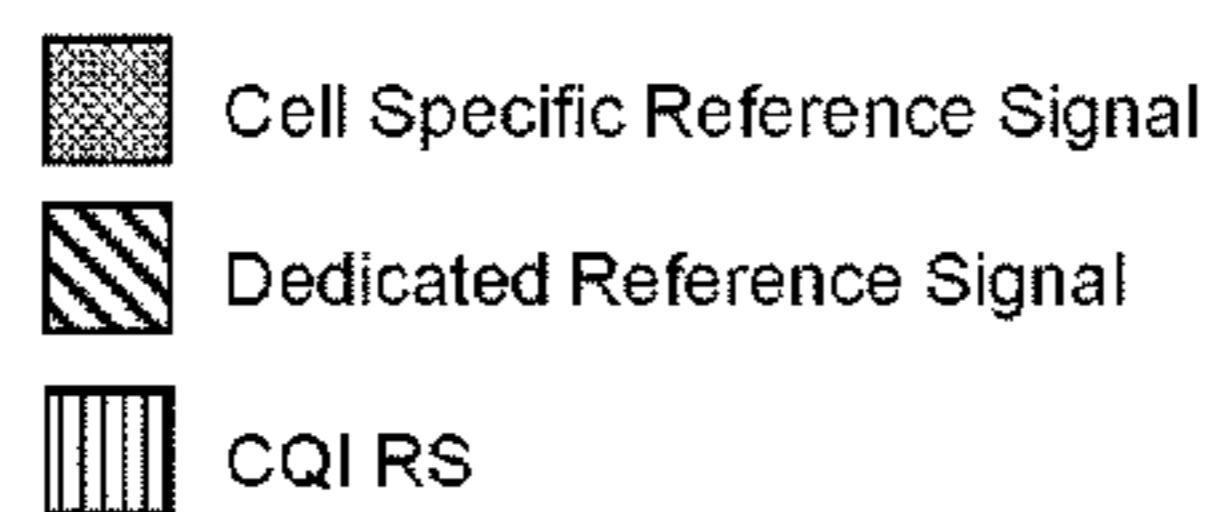 Cell Specific Reference Signal
Dedicated Reference Signal
CQI RS